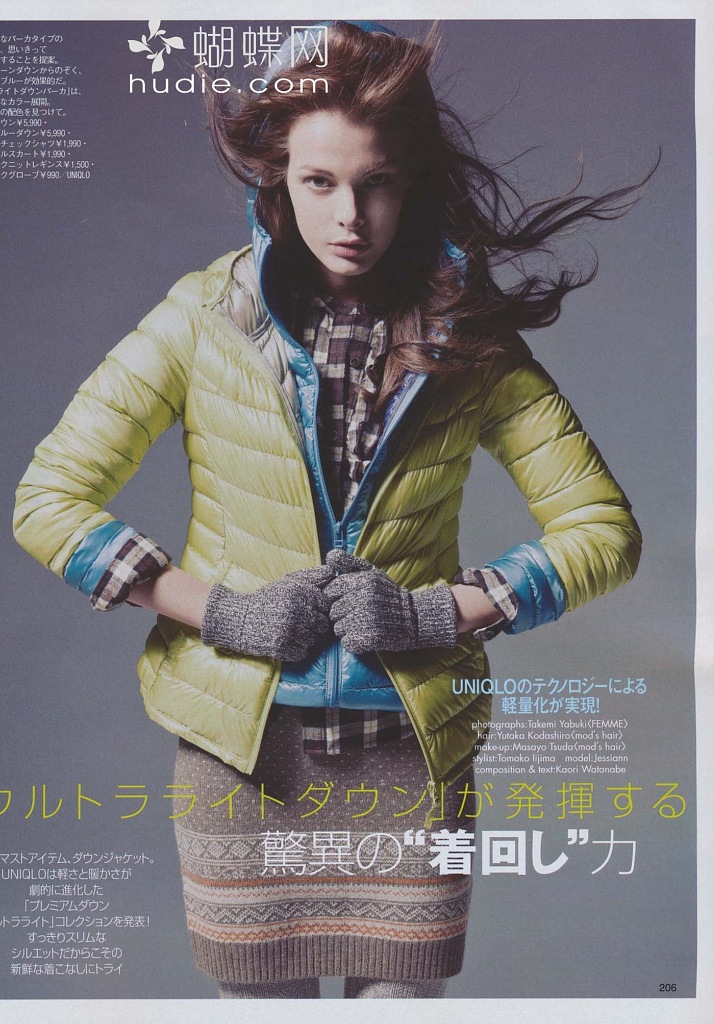 なパーカタイプの
、思いきって
することを提案。
ーンダウンからのぞく、
ブルーが効果的だ。
ライトダウンパーカ」は、
なカラー展開。
の配色を見つけて。
ウン¥5,990・
ルーダウン¥5,990・
チェックシャツ¥1,990・
ルスカート¥1,990・
クニットレギンス¥1,500・
クグローブ¥990/UNIQLO
蝴蝶网
hudie.com
UNIQLOのテクノロジーによる
軽量化が実現!
photographs:Takemi Yabuki〈FEMME〉
hair:Yutaka Kodashiro〈mod's hair〉
make-up:Masayo Tsuda〈mod's hair〉
stylist:Tomoko Iijima model:Jessiann
composition & text:Kaori Watanabe
ウルトラライトダウン」が発揮する
驚異の“着回し”力
マストアイテム、ダウンジャケット。
UNIQLOは軽さと暖かさが
劇的に進化した
「プレミアムダウン
ルトラライト」コレクションを発表!
すっきりスリムな
シルエットだからこその
新鮮な着こなしにトライ
206